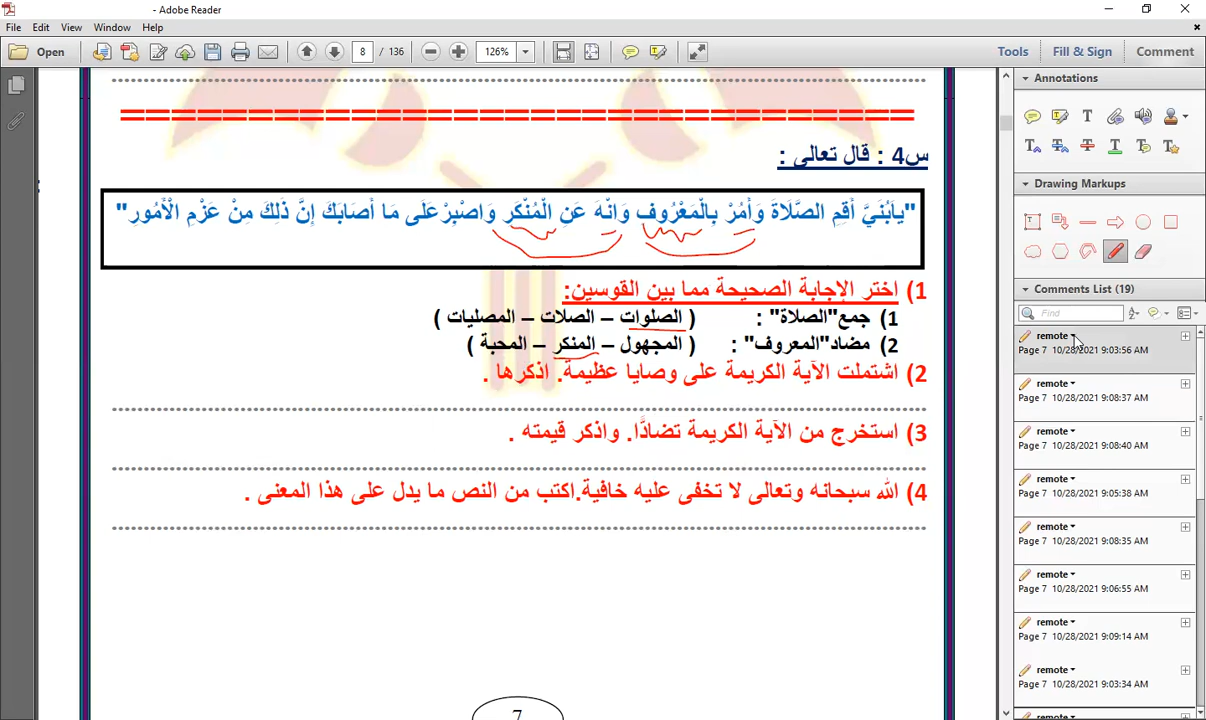 - Adobe Reader
File Edit View Window Help
Open 8 / 136 126% Tools Fill & Sign Comment
س4 : قال تعالى :
"يأَبُنَيَّ أَقِمِ الصَّلَاةَ وَأْمُرْ بِالْمَعْرُوفِ وَانْهَ عَنِ الْمُنْكَرِ وَاصْبِرْعَلَى مَا أَصَابَكَ إِنَّ ذَلِكَ مِنْ عَزْمِ الْأُمُورِ"
1) اختر الإجابة الصحيحة مما بين القوسين:
1) جمع"الصلاة" : ( الصلوات – الصلات – المصليات )
2) مضاد"المعروف" : ( المجهول – المنكر – المحبة )
2) اشتملت الآية الكريمة على وصايا عظيمة. اذكرها .
3) استخرج من الآية الكريمة تضادًّا. واذكر قيمته .
4) الله سبحانه وتعالى لا تخفى عليه خافية.اكتب من النص ما يدل على هذا المعنى .
7
Annotations
Drawing Markups
Comments List (19)
Find
remote
Page 7 10/28/2021 9:03:56 AM
remote
Page 7 10/28/2021 9:08:37 AM
remote
Page 7 10/28/2021 9:08:40 AM
remote
Page 7 10/28/2021 9:05:38 AM
remote
Page 7 10/28/2021 9:08:35 AM
remote
Page 7 10/28/2021 9:06:55 AM
remote
Page 7 10/28/2021 9:09:14 AM
remote
Page 7 10/28/2021 9:03:34 AM
remote